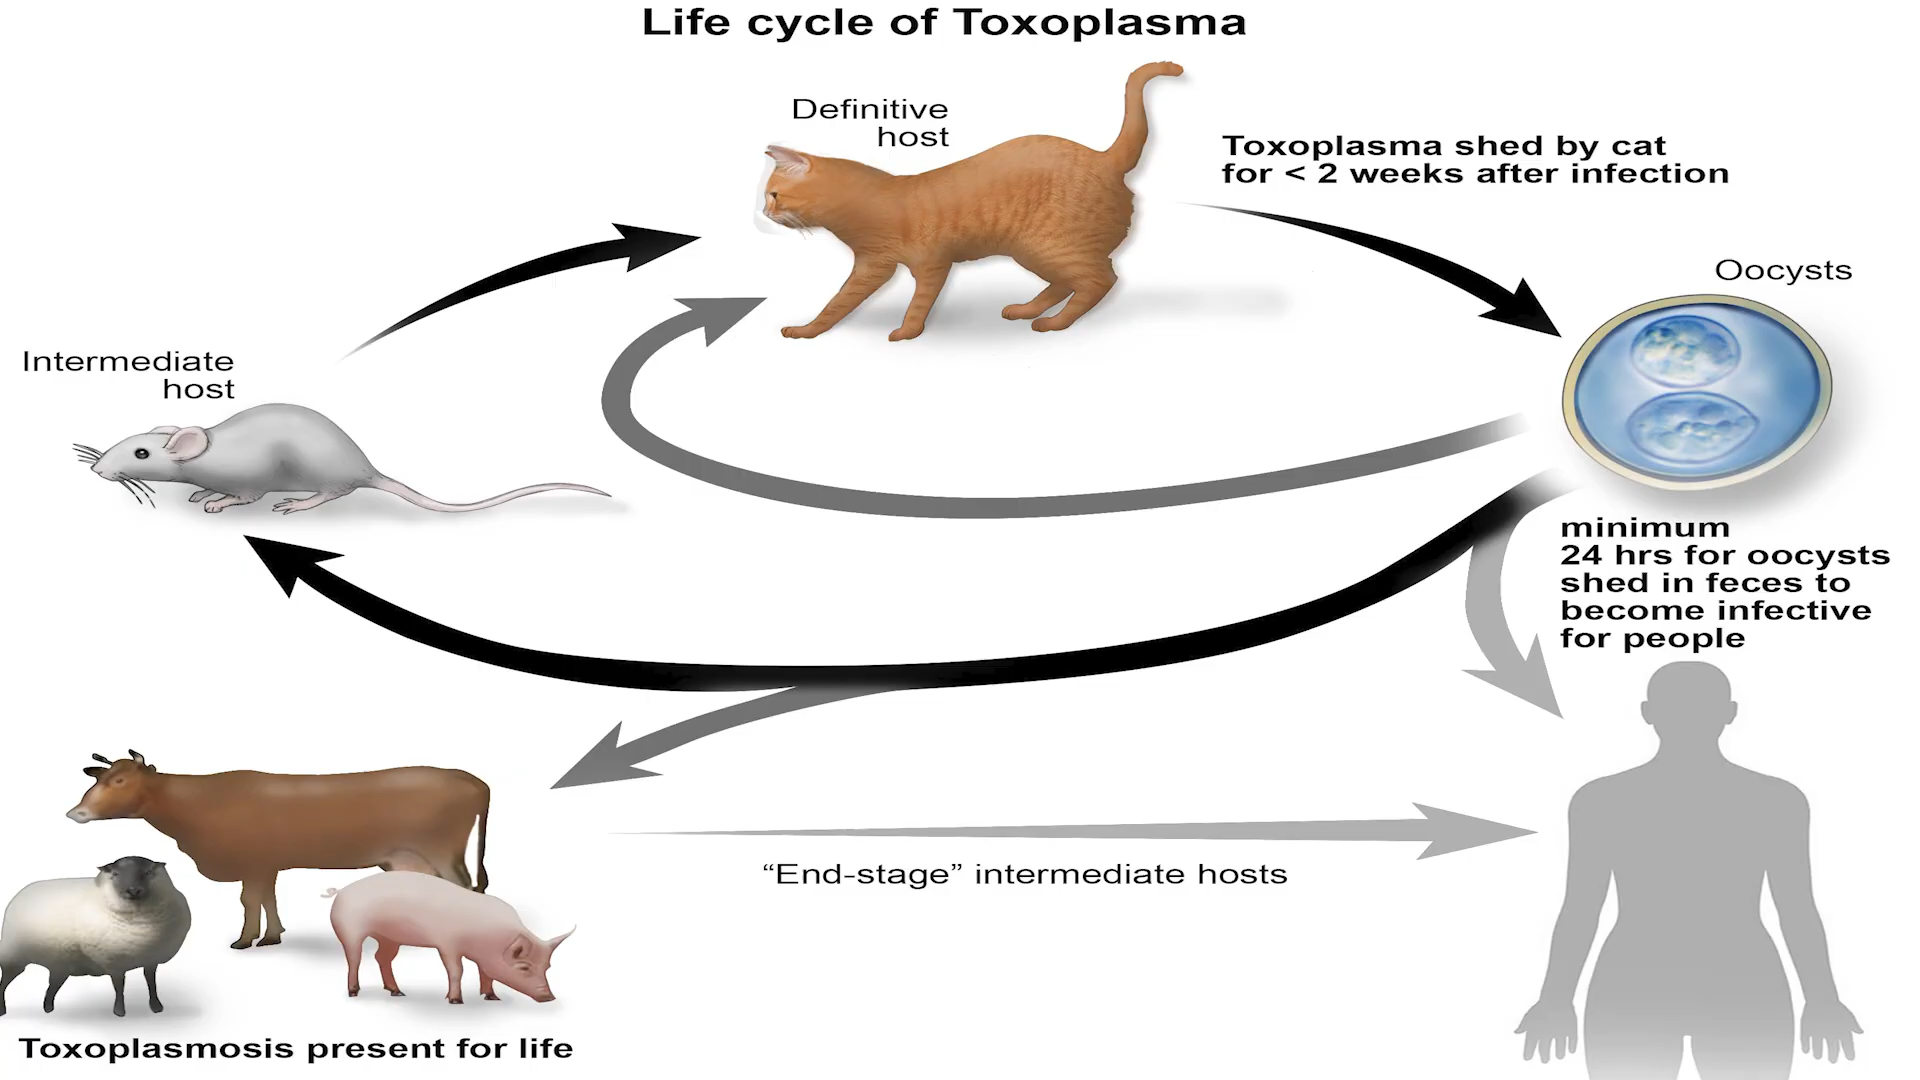 Life cycle of Toxoplasma
Definitive
host
Toxoplasma shed by cat
for < 2 weeks after infection
Oocysts
Intermediate
host
minimum
24 hrs for oocysts
shed in feces to
become infective
for people
“End-stage” intermediate hosts
Toxoplasmosis present for life